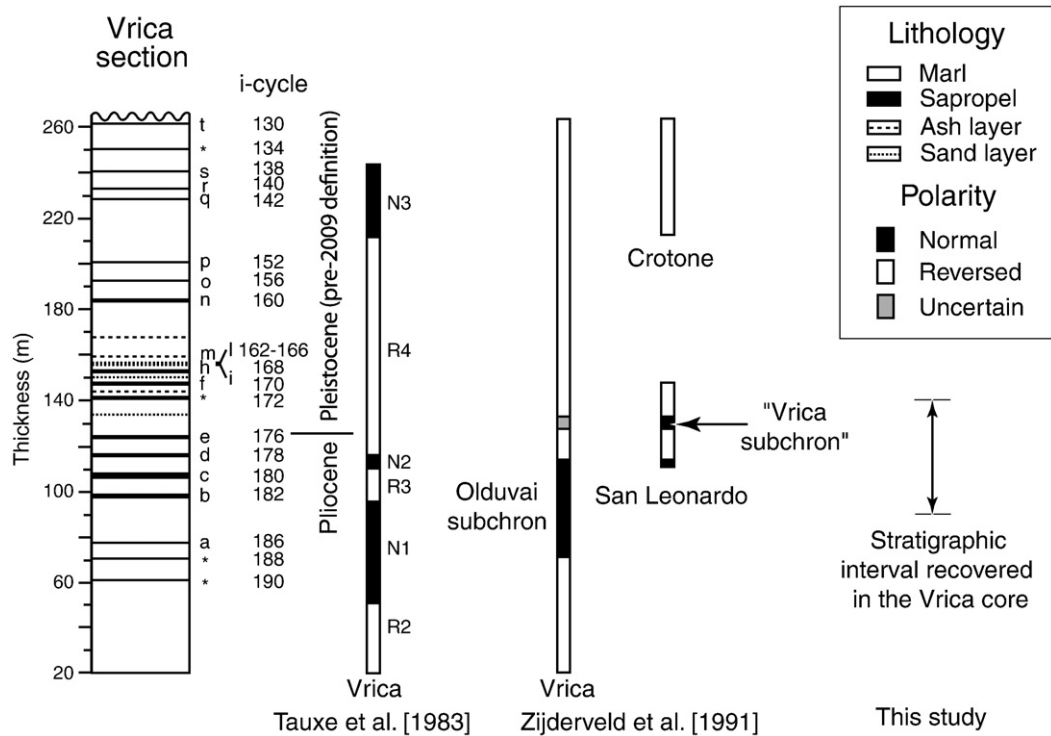 Vrica
section
i-cycle
Thickness (m)
260
220
180
140
100
60
20
t 130
* 134
s 138
r 140
q 142
p 152
o 156
n 160
m l 162-166
h 168
i
f 170
* 172
e 176
d 178
c 180
b 182
a 186
* 188
* 190
Pleistocene (pre-2009 definition)
Pliocene
N3
R4
N2
R3
N1
R2
Vrica
Tauxe et al. [1983]
Olduvai
subchron
Vrica
Zijderveld et al. [1991]
Crotone
"Vrica
subchron"
San Leonardo
Stratigraphic
interval recovered
in the Vrica core
This study
Lithology
Marl
Sapropel
Ash layer
Sand layer
Polarity
Normal
Reversed
Uncertain